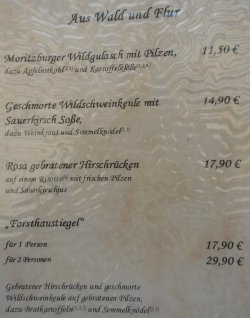 Aus Wald und Flur
Moritzburger Wildgulasch mit Pilzen, 11,50 €
dazu Apfelrotkohl und Kartoffelklöße
Geschmorte Wildschweinkeule mit 14,90 €
Sauerkirsch Soße,
dazu Weinkraut und Semmelknödel
Rosa gebratener Hirschrücken 17,90 €
auf einem Risotto mit frischen
Pilzen
und Sauerkirschjus
„Forsthaustiegel"
für 1 Person 17,90 €
für 2 Personen 29,90 €
Gebratener Hirschrücken und geschmorte
Wildschweinkeule auf gebratenen Pilzen,
dazu Bratkartoffeln und Semmelknödel